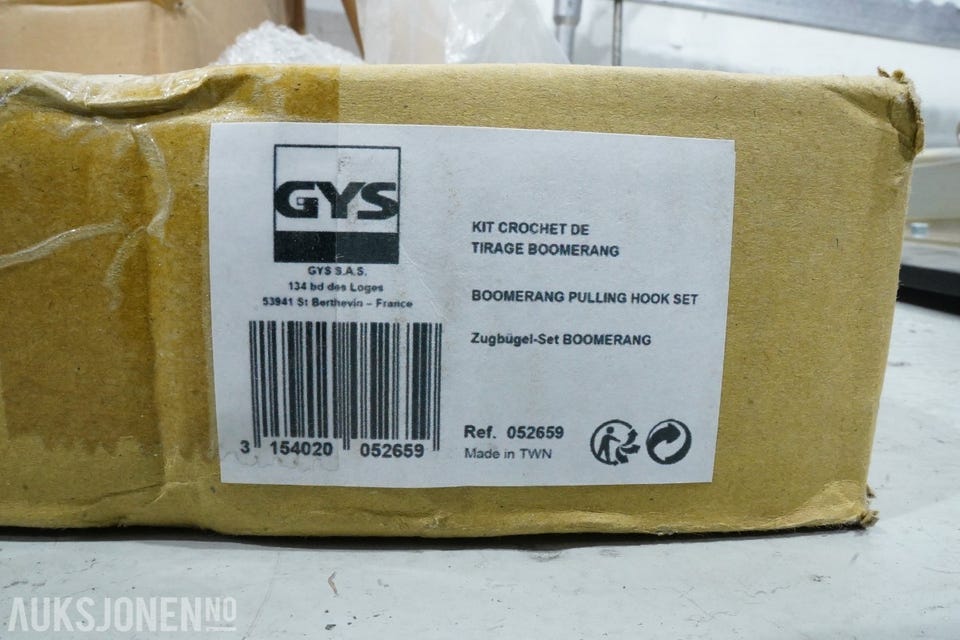 GYS
GYS S.A.S.
134 bd des Loges
53941 St Berthevin – France
3 154020 052659
KIT CROCHET DE
TIRAGE BOOMERANG
BOOMERANG PULLING HOOK SET
Zugbügel-Set BOOMERANG
Ref. 052659
Made in TWN
AUKSJONEN.NO